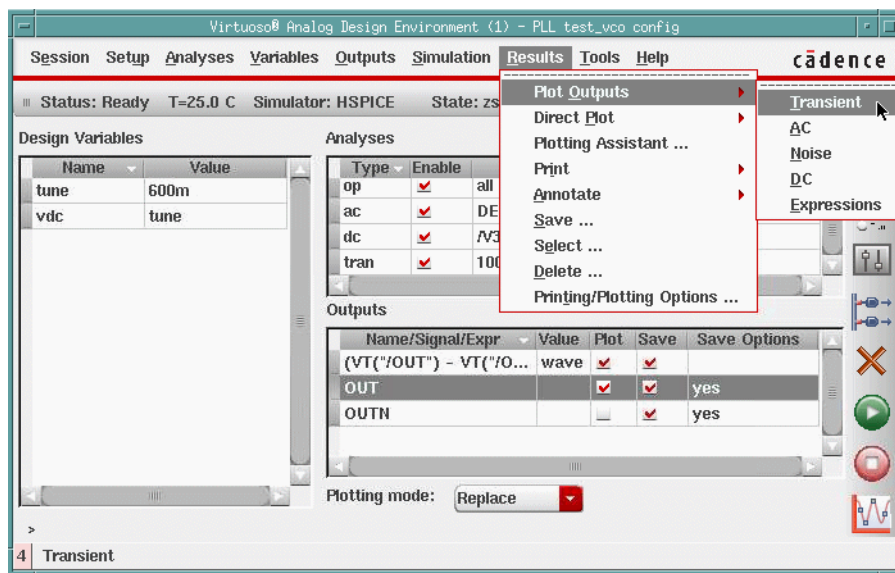 Virtuoso® Analog Design Environment (1) - PLL test_vco config
Session Setup Analyses Variables Outputs Simulation Results Tools Help
cādence
Status: Ready T=25.0 C Simulator: HSPICE State: zs
Plot Outputs
Direct Plot
Plotting Assistant ...
Print
Annotate
Save ...
Select ...
Delete ...
Printing/Plotting Options ...
Transient
AC
Noise
DC
Expressions
Design Variables
Name Value
tune 600m
vdc tune
Analyses
Type Enable
op all
ac DE
dc /V3
tran 100
Outputs
Name/Signal/Expr Value Plot Save Save Options
(VT("/OUT") - VT("/O... wave
OUT yes
OUTN yes
Plotting mode: Replace
>
4 Transient